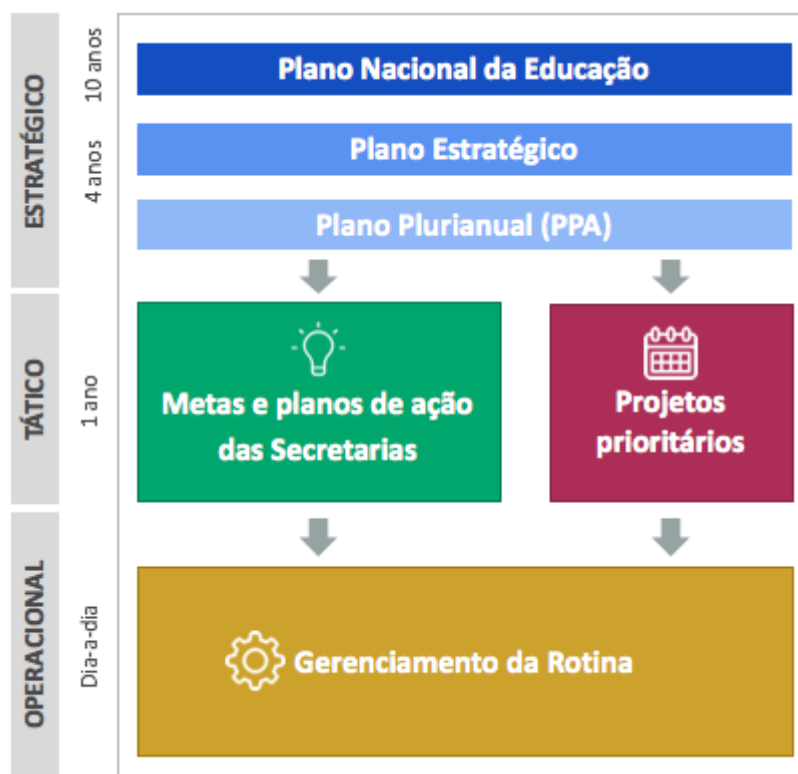 ESTRATÉGICO
10 anos
Plano Nacional da Educação
4 anos
Plano Estratégico
Plano Plurianual (PPA)
TÁTICO
1 ano
Metas e planos de ação
das Secretarias
Projetos
prioritários
OPERACIONAL
Dia-a-dia
Gerenciamento da Rotina